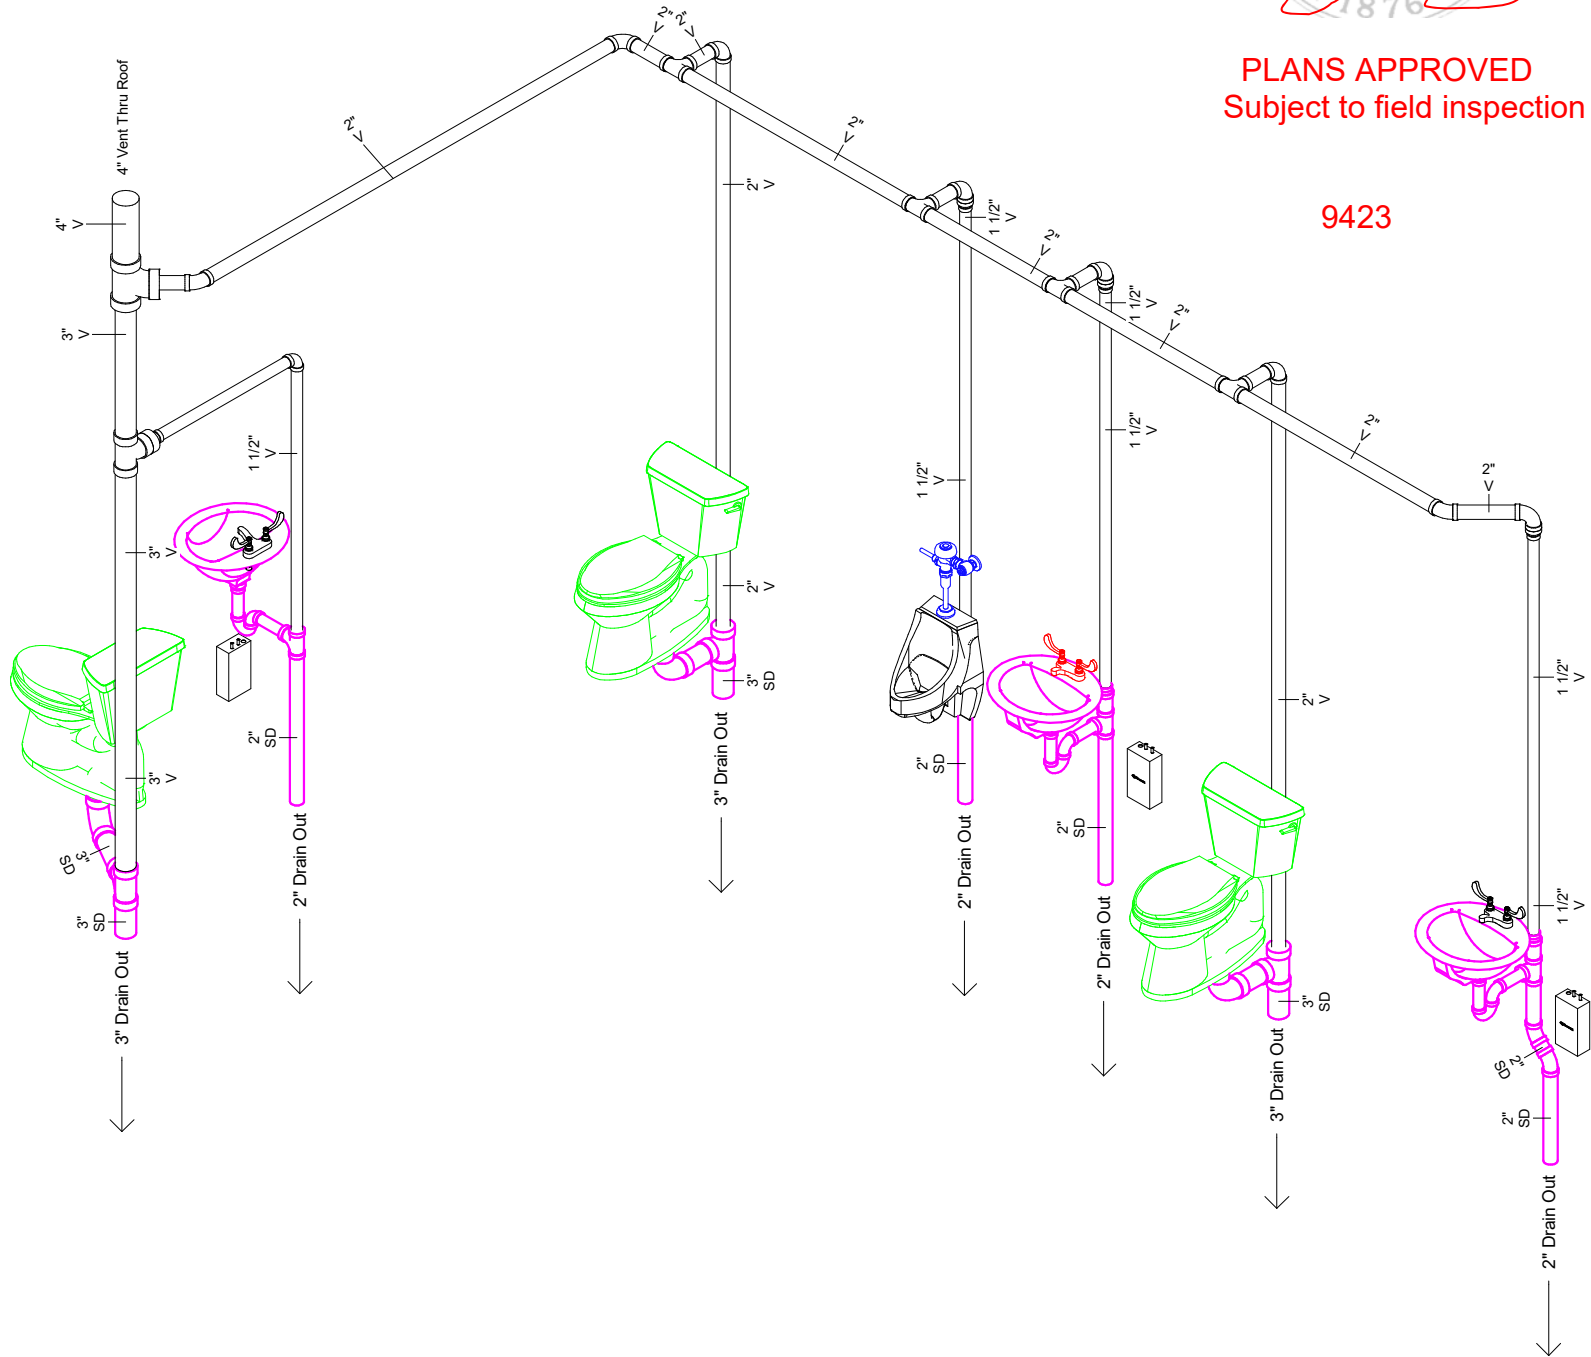 1876
PLANS APPROVED
Subject to field inspection
9423
4" Vent Thru Roof
4" V
3" V
3" V
3" V
3" SD
3" SD
3" Drain Out
1 1/2" V
2" SD
2" Drain Out
2" V
2" V
2" V
2" V
2" V
3" SD
3" Drain Out
2" V
1 1/2" V
1 1/2" V
2" SD
2" Drain Out
2" V
1 1/2" V
1 1/2" V
2" SD
2" Drain Out
2" V
2" V
3" SD
3" Drain Out
2" V
2" V
1 1/2" V
1 1/2" V
2" SD
2" SD
2" Drain Out